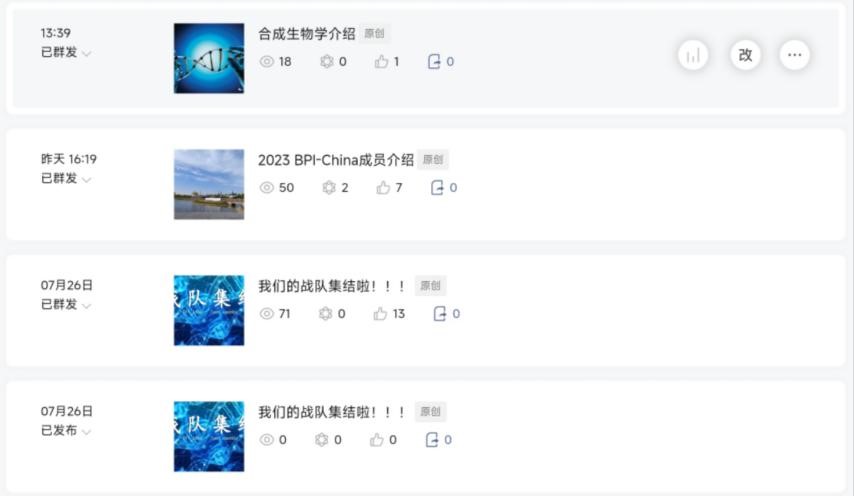 13:39
已群发
合成生物学介绍 原创
18 0 1 0
改
昨天 16:19
已群发
2023 BPI-China成员介绍 原创
50 2 7 0
07月26日
已群发
战队集结
我们的战队集结啦！！！ 原创
71 0 13 0
07月26日
已发布
战队集结
我们的战队集结啦！！！ 原创
0 0 0 0